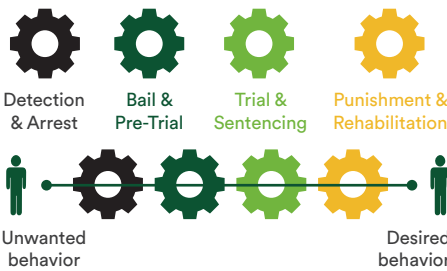 Detection
& Arrest
Bail &
Pre-Trial
Trial &
Sentencing
Punishment &
Rehabilitation
Unwanted
behavior
Desired
behavior